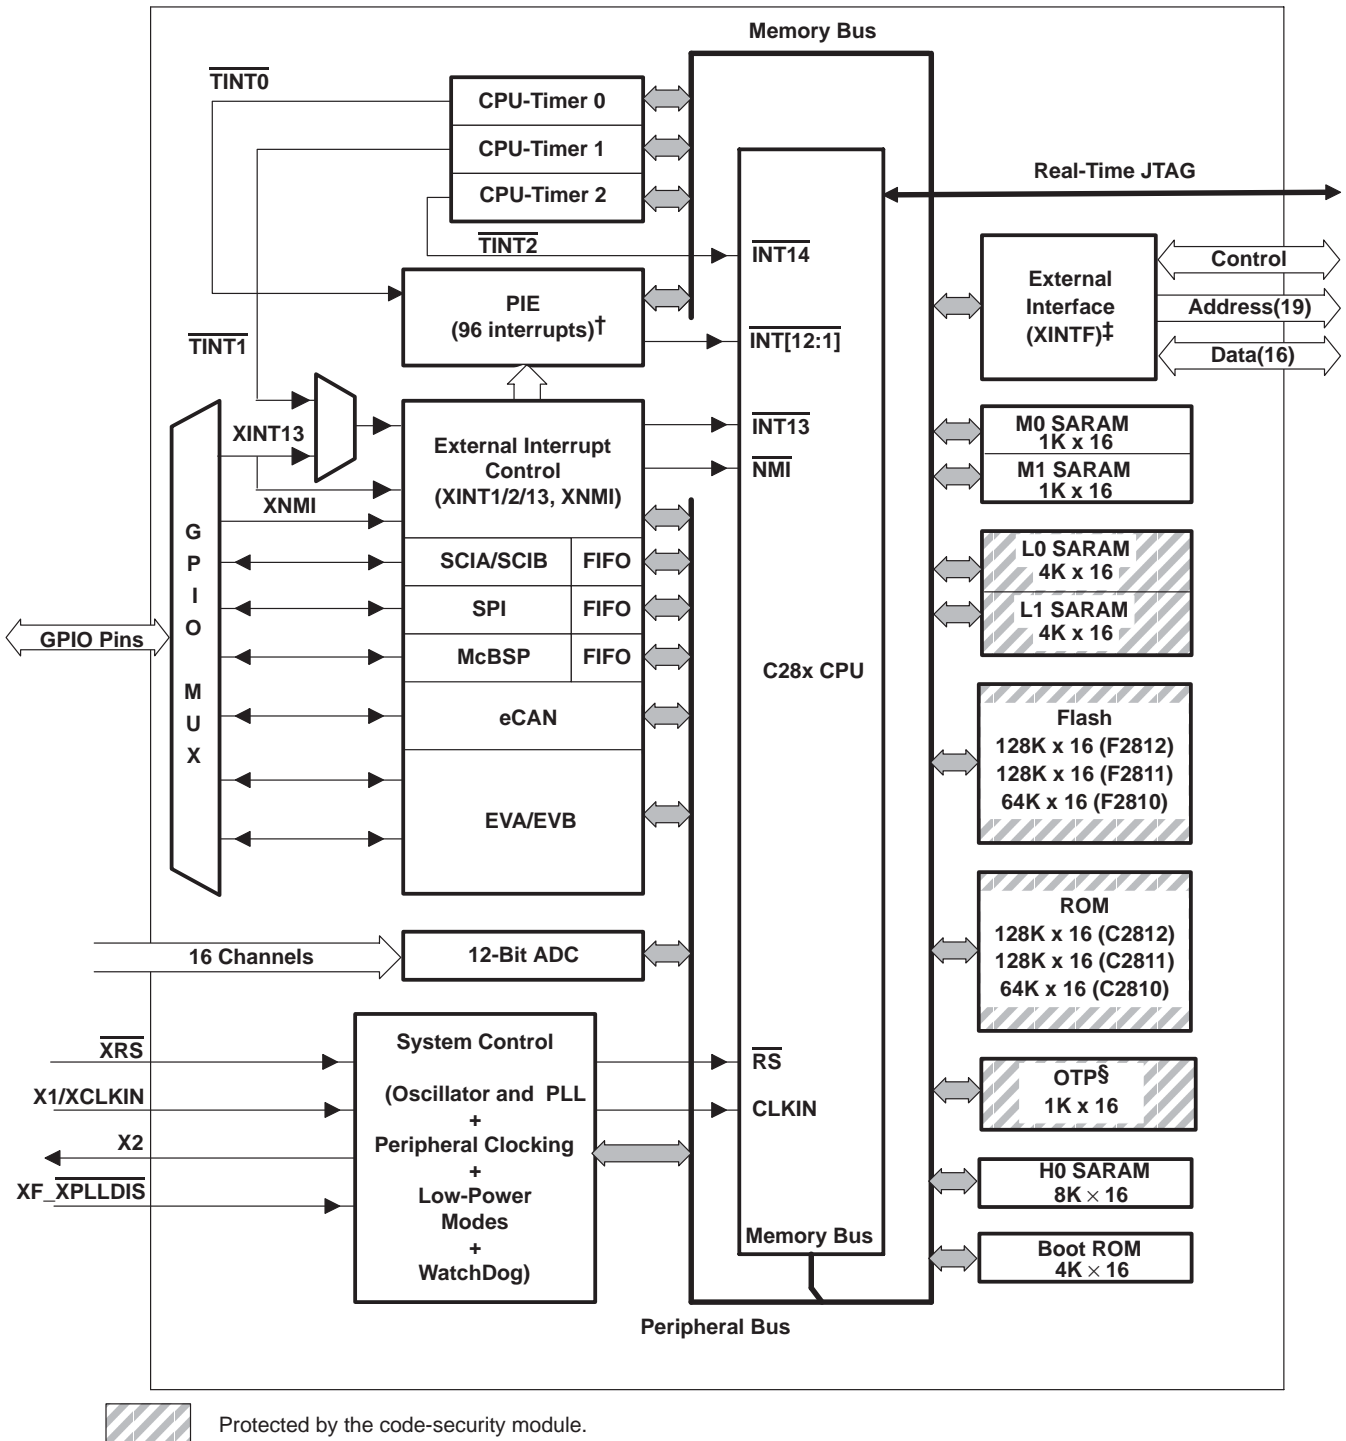 Memory Bus
TINT0
CPU-Timer 0
CPU-Timer 1
CPU-Timer 2
Real-Time JTAG
TINT2
INT14
External
Interface
(XINTF)‡
Control
Address(19)
Data(16)
PIE
(96 interrupts)†
INT[12:1]
TINT1
XINT13
XNMI
External Interrupt
Control
(XINT1/2/13, XNMI)
INT13
NMI
M0 SARAM
1K x 16
M1 SARAM
1K x 16
L0 SARAM
4K x 16
L1 SARAM
4K x 16
GPIO Pins
G
P
I
O
M
U
X
SCIA/SCIB
FIFO
SPI
FIFO
McBSP
FIFO
eCAN
EVA/EVB
C28x CPU
Flash
128K x 16 (F2812)
128K x 16 (F2811)
64K x 16 (F2810)
16 Channels
12-Bit ADC
ROM
128K x 16 (C2812)
128K x 16 (C2811)
64K x 16 (C2810)
XRS
X1/XCLKIN
X2
XF_XPLLDIS
System Control
(Oscillator and PLL
+
Peripheral Clocking
+
Low-Power
Modes
+
WatchDog)
RS
CLKIN
OTP§
1K x 16
H0 SARAM
8K × 16
Boot ROM
4K × 16
Memory Bus
Peripheral Bus
Protected by the code-security module.